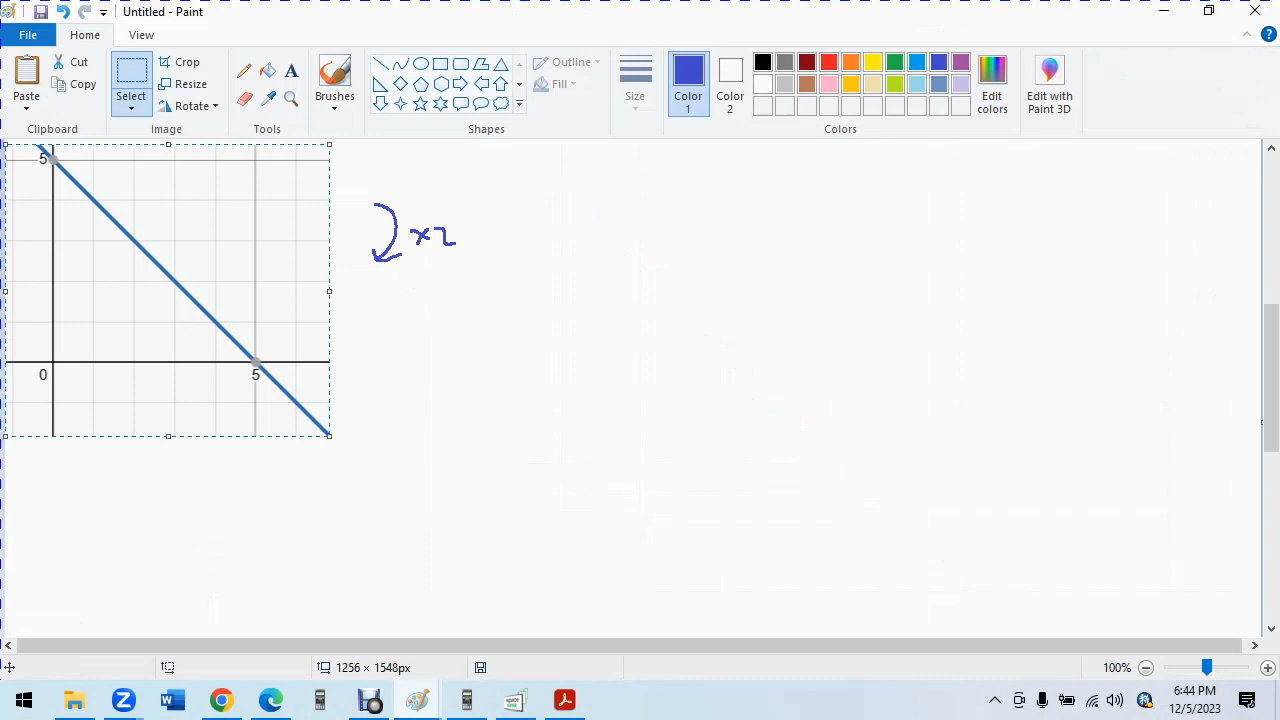 Untitled - Paint
File Home View
Paste
Select
Cut
Copy
Crop
Resize
Rotate
Brushes
Outline
Fill
Size
Color 1
Color 2
Edit colors
Edit with Paint 3D
Clipboard Image Tools Shapes Colors
5
x2
0
5
1256 × 1548px
100%
6:44 PM
12/5/2023